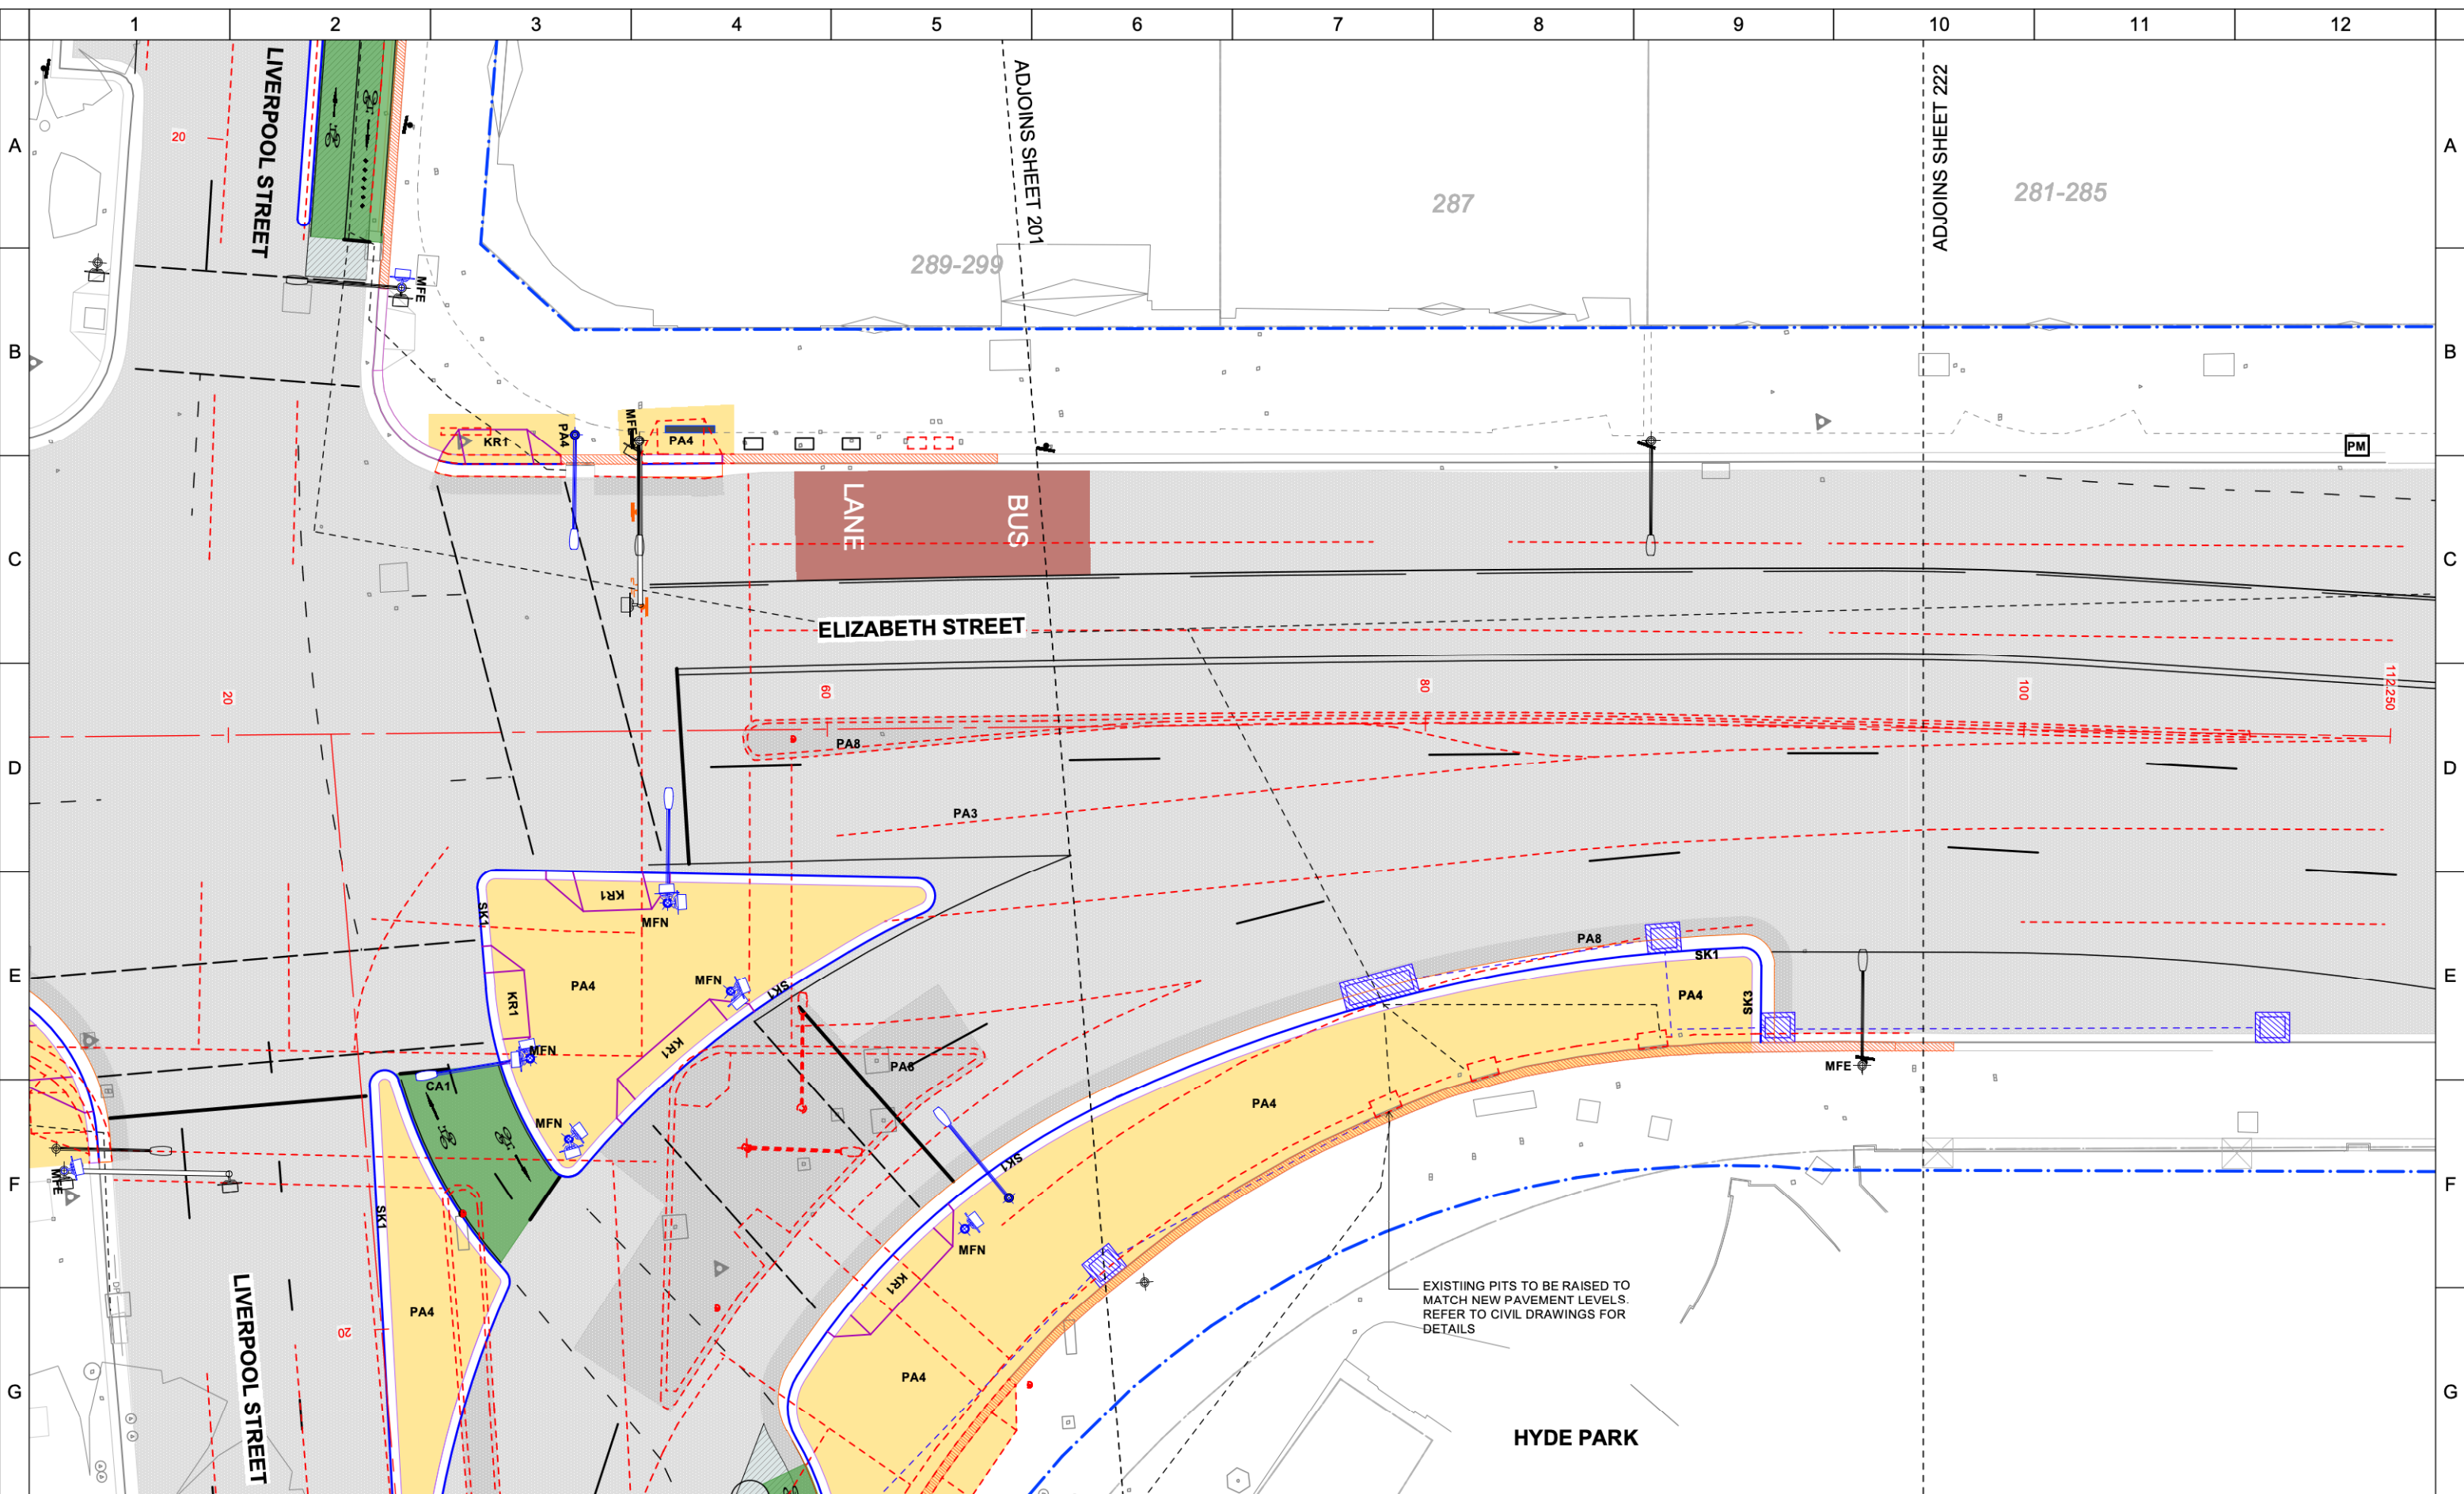 1 2 3 4 5 6 7 8 9 10 11 12
A
A
LIVERPOOL STREET
20
ADJOINS SHEET 201
ADJOINS SHEET 222
287
281-285
289-299
MFE
B
B
KR1
PA4
MFE
PA4
PM
LANE
BUS
C
C
ELIZABETH STREET
20
60
80
100
112.250
PA8
D
D
PA3
SK1
KR1
MFN
PA4
MFN
SK1
KR1
KR1
MFN
PA8
PA8
SK1
PA4
SK3
E
E
MFE
CA1
MFN
PA4
SK1
MFN
KR1
MFE
SK1
F
F
LIVERPOOL STREET
PA4
20
EXISTIING PITS TO BE RAISED TO
MATCH NEW PAVEMENT LEVELS.
REFER TO CIVIL DRAWINGS FOR
DETAILS
PA4
G
G
HYDE PARK